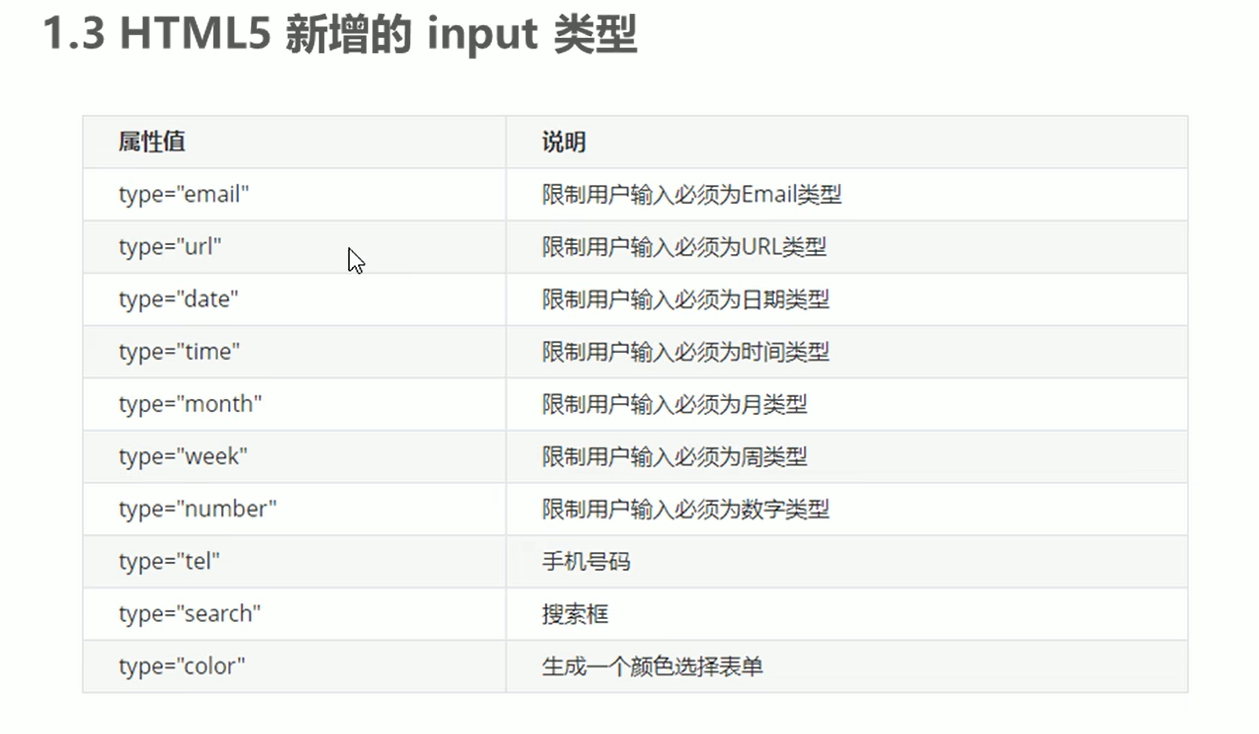 1.3 HTML5 新增的 input 类型
属性值 说明
type="email" 限制用户输入必须为Email类型
type="url" 限制用户输入必须为URL类型
type="date" 限制用户输入必须为日期类型
type="time" 限制用户输入必须为时间类型
type="month" 限制用户输入必须为月类型
type="week" 限制用户输入必须为周类型
type="number" 限制用户输入必须为数字类型
type="tel" 手机号码
type="search" 搜索框
type="color" 生成一个颜色选择表单